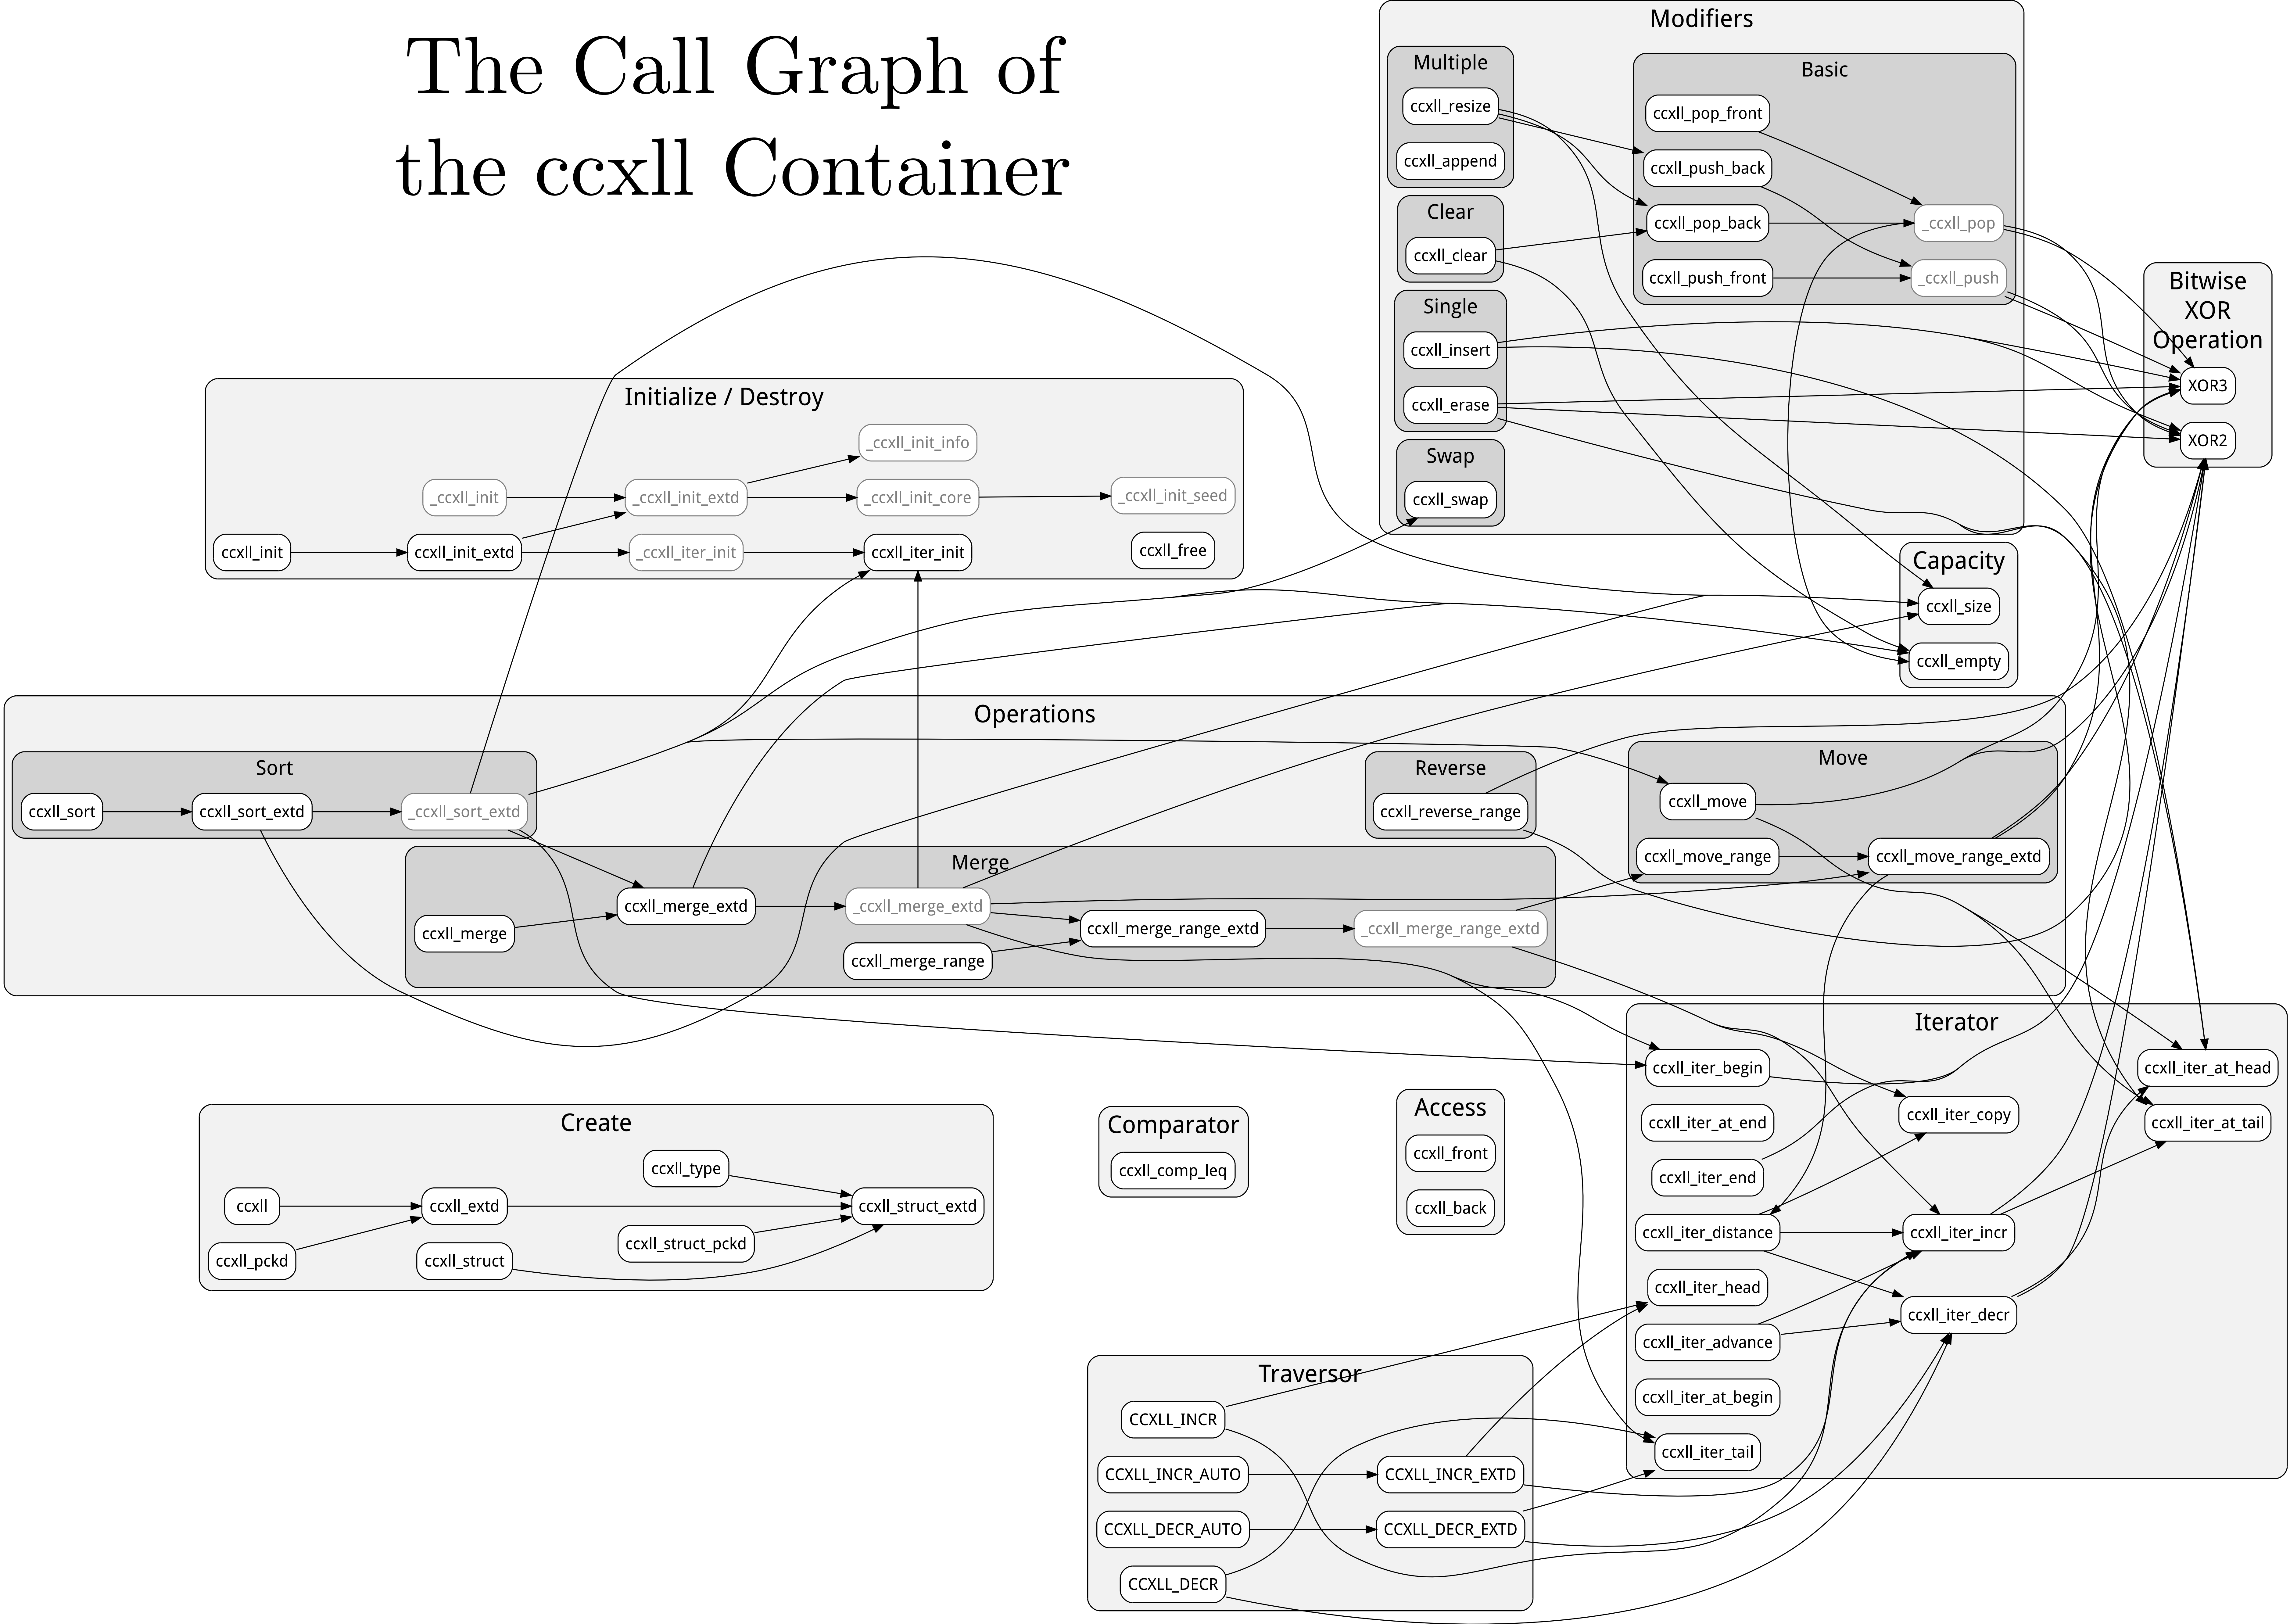 The Call Graph of
the ccxll Container
Modifiers
Multiple
ccxll_resize
ccxll_append
Clear
ccxll_clear
Single
ccxll_insert
ccxll_erase
Swap
ccxll_swap
Basic
ccxll_pop_front
ccxll_push_back
ccxll_pop_back
ccxll_push_front
_ccxll_pop
_ccxll_push
Bitwise
XOR
Operation
XOR3
XOR2
Initialize / Destroy
_ccxll_init_info
_ccxll_init
_ccxll_init_extd
_ccxll_init_core
_ccxll_init_seed
ccxll_init
ccxll_init_extd
_ccxll_iter_init
ccxll_iter_init
ccxll_free
Capacity
ccxll_size
ccxll_empty
Operations
Sort
ccxll_sort
ccxll_sort_extd
_ccxll_sort_extd
Merge
ccxll_merge
ccxll_merge_extd
_ccxll_merge_extd
ccxll_merge_range
ccxll_merge_range_extd
_ccxll_merge_range_extd
Reverse
ccxll_reverse_range
Move
ccxll_move
ccxll_move_range
ccxll_move_range_extd
Iterator
ccxll_iter_begin
ccxll_iter_at_end
ccxll_iter_end
ccxll_iter_distance
ccxll_iter_head
ccxll_iter_advance
ccxll_iter_at_begin
ccxll_iter_tail
ccxll_iter_copy
ccxll_iter_incr
ccxll_iter_decr
ccxll_iter_at_head
ccxll_iter_at_tail
Create
ccxll_type
ccxll
ccxll_extd
ccxll_struct_extd
ccxll_struct_pckd
ccxll_pckd
ccxll_struct
Comparator
ccxll_comp_leq
Access
ccxll_front
ccxll_back
Traversor
CCXLL_INCR
CCXLL_INCR_AUTO
CCXLL_INCR_EXTD
CCXLL_DECR_AUTO
CCXLL_DECR_EXTD
CCXLL_DECR